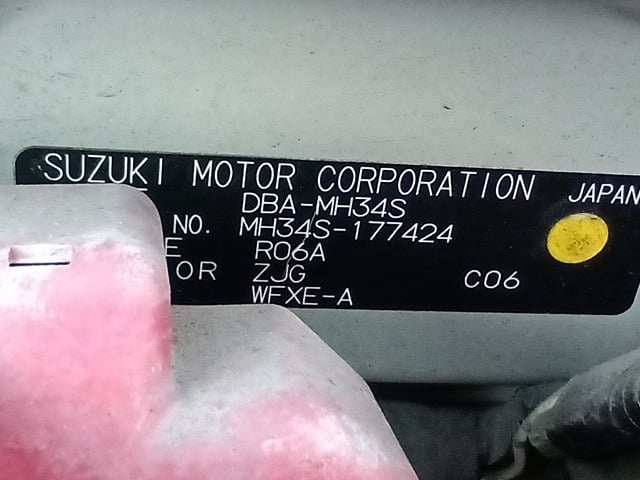 SUZUKI MOTOR CORPORATION JAPAN
DBA-MH34S
NO. MH34S-177424
E R06A
OR ZJG C06
WFXE-A